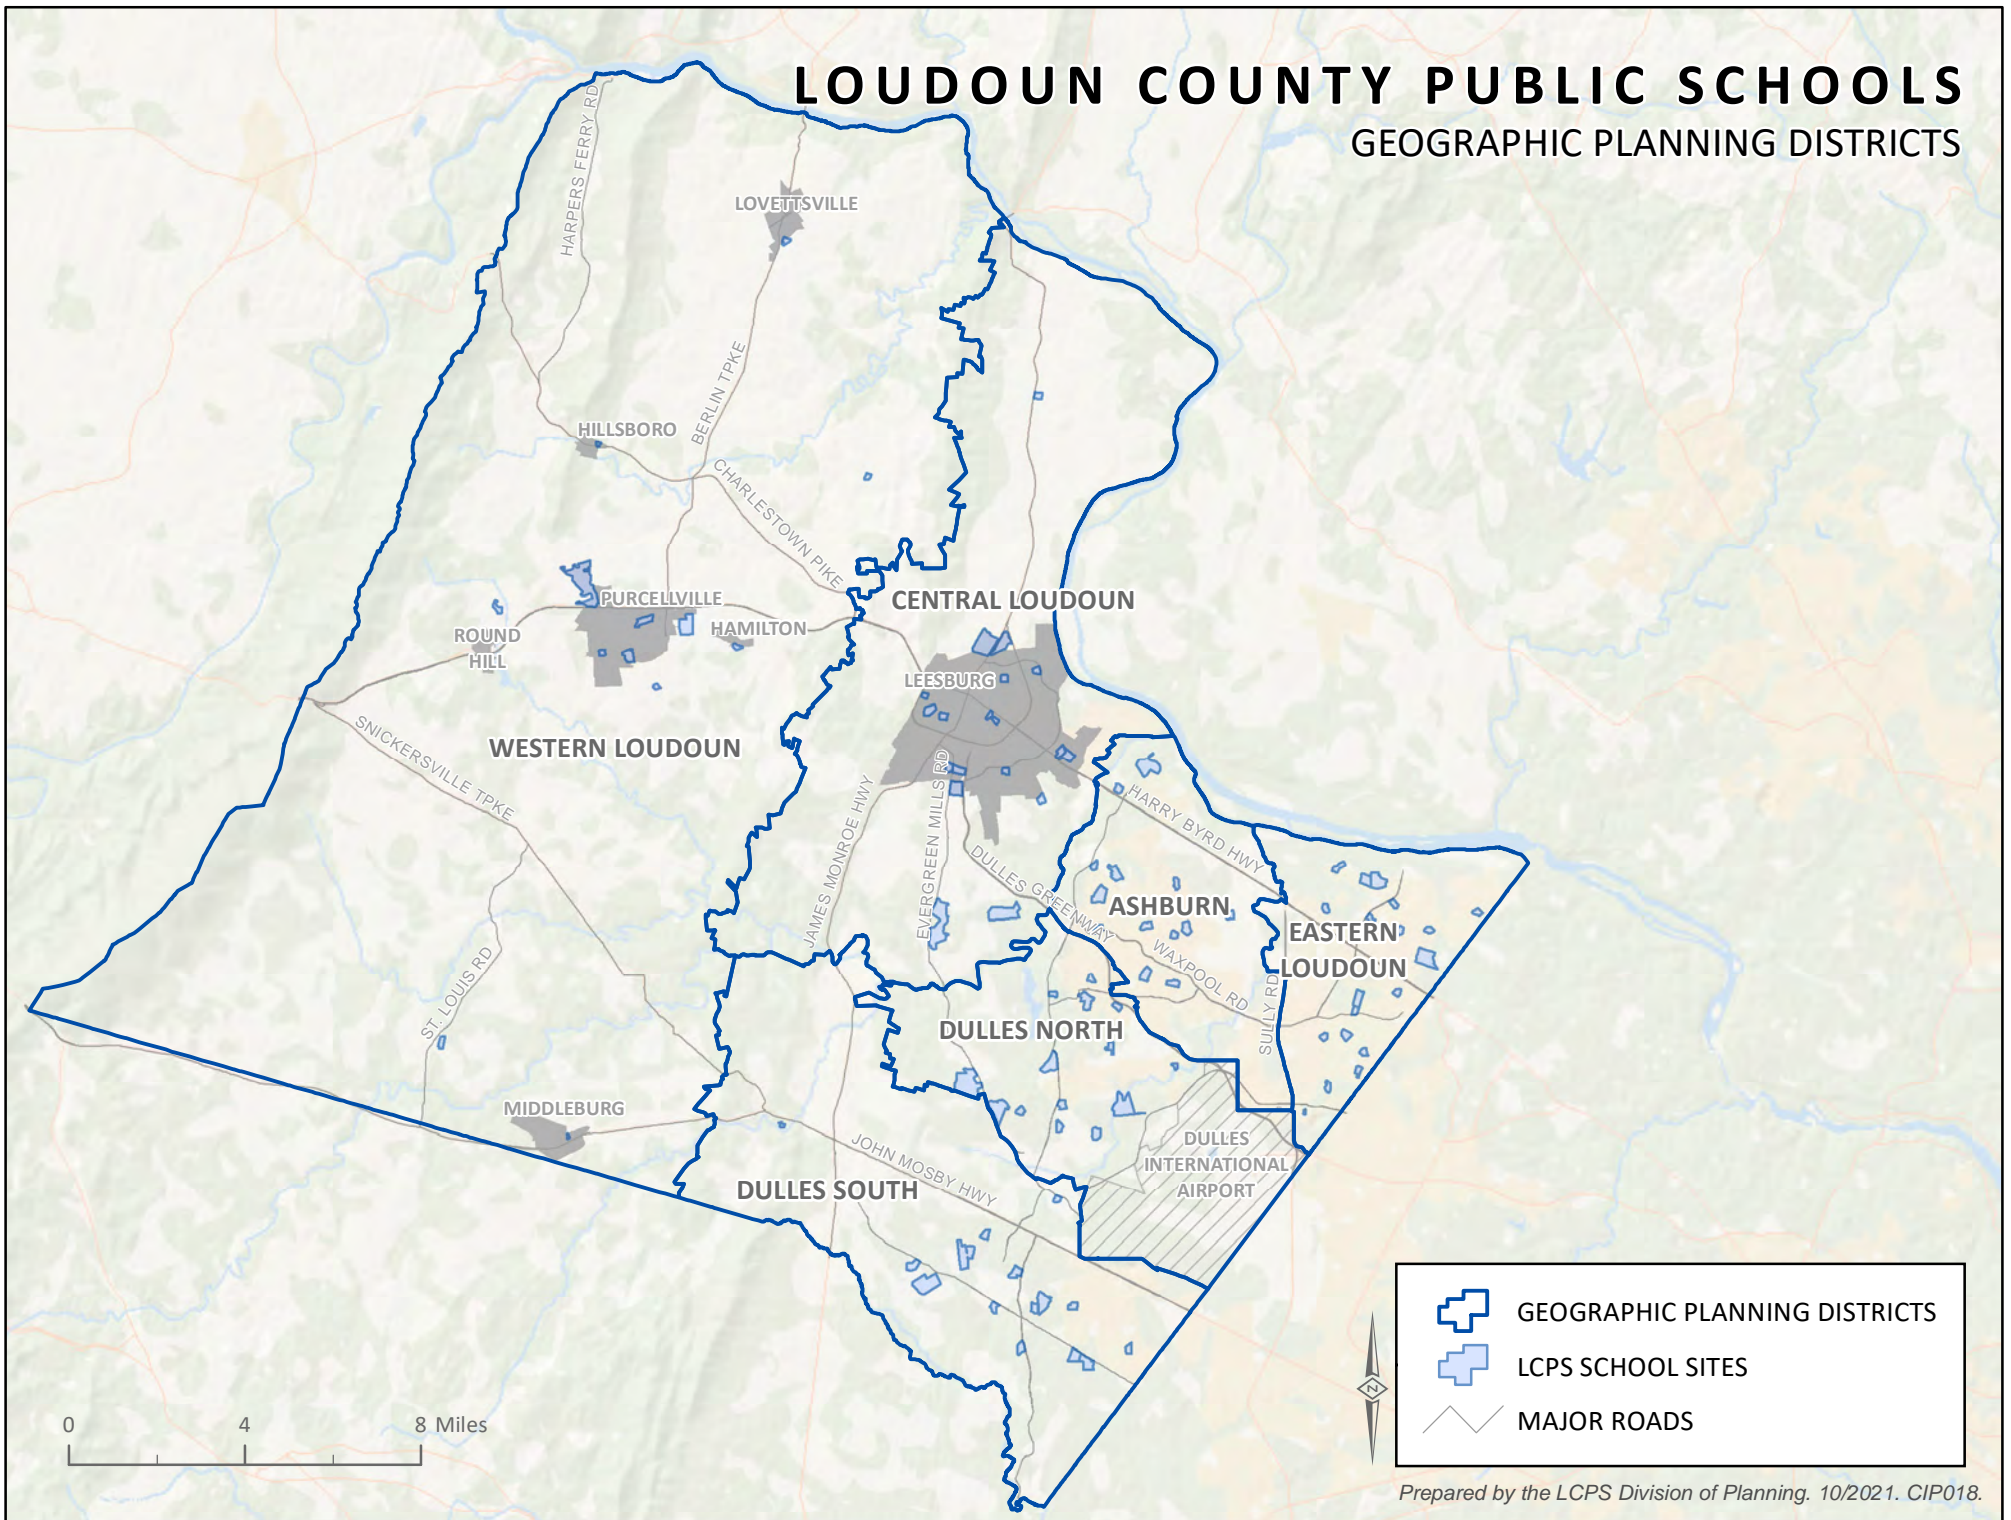 LOUDOUN COUNTY PUBLIC SCHOOLS
GEOGRAPHIC PLANNING DISTRICTS
HARPERS FERRY RD
LOVETTSVILLE
BERLIN TPKE
HILLSBORO
CHARLESTOWN PIKE
PURCELLVILLE
CENTRAL LOUDOUN
ROUND
HILL
HAMILTON
LEESBURG
SNICKERSVILLE TPKE
WESTERN LOUDOUN
JAMES MONROE HWY
EVERGREEN MILLS RD
HARRY BYRD HWY
DULLES GREENWAY
ASHBURN
EASTERN
LOUDOUN
WAXPOOL RD
SULLY RD
ST. LOUIS RD
DULLES NORTH
MIDDLEBURG
JOHN MOSBY HWY
DULLES
INTERNATIONAL
AIRPORT
DULLES SOUTH
GEOGRAPHIC PLANNING DISTRICTS
LCPS SCHOOL SITES
MAJOR ROADS
N
0 4 8 Miles
Prepared by the LCPS Division of Planning. 10/2021. CIP018.